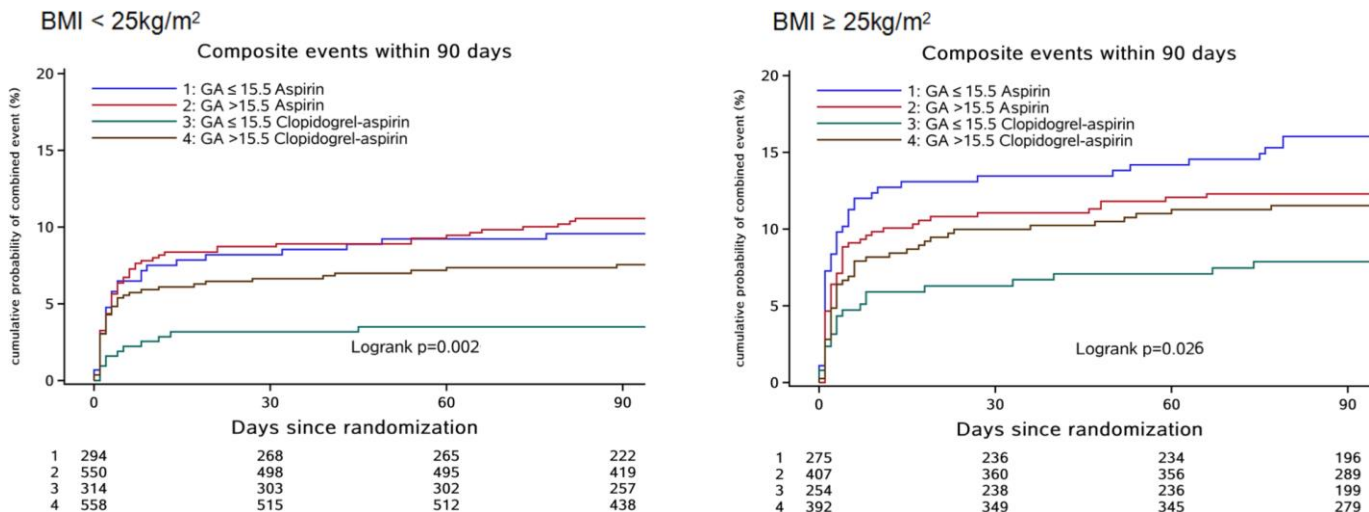 BMI < 25kg/m²
Composite events within 90 days
cumulative probability of combined event (%)
20
15
10
5
0
1: GA ≤ 15.5 Aspirin
2: GA >15.5 Aspirin
3: GA ≤ 15.5 Clopidogrel-aspirin
4: GA >15.5 Clopidogrel-aspirin
Logrank p=0.002
0 30 60 90
Days since randomization
1 294 268 265 222
2 550 498 495 419
3 314 303 302 257
4 558 515 512 438
BMI ≥ 25kg/m²
Composite events within 90 days
cumulative probability of combined event (%)
20
15
10
5
0
1: GA ≤ 15.5 Aspirin
2: GA >15.5 Aspirin
3: GA ≤ 15.5 Clopidogrel-aspirin
4: GA >15.5 Clopidogrel-aspirin
Logrank p=0.026
0 30 60 90
Days since randomization
1 275 236 234 196
2 407 360 356 289
3 254 238 236 199
4 392 349 345 279